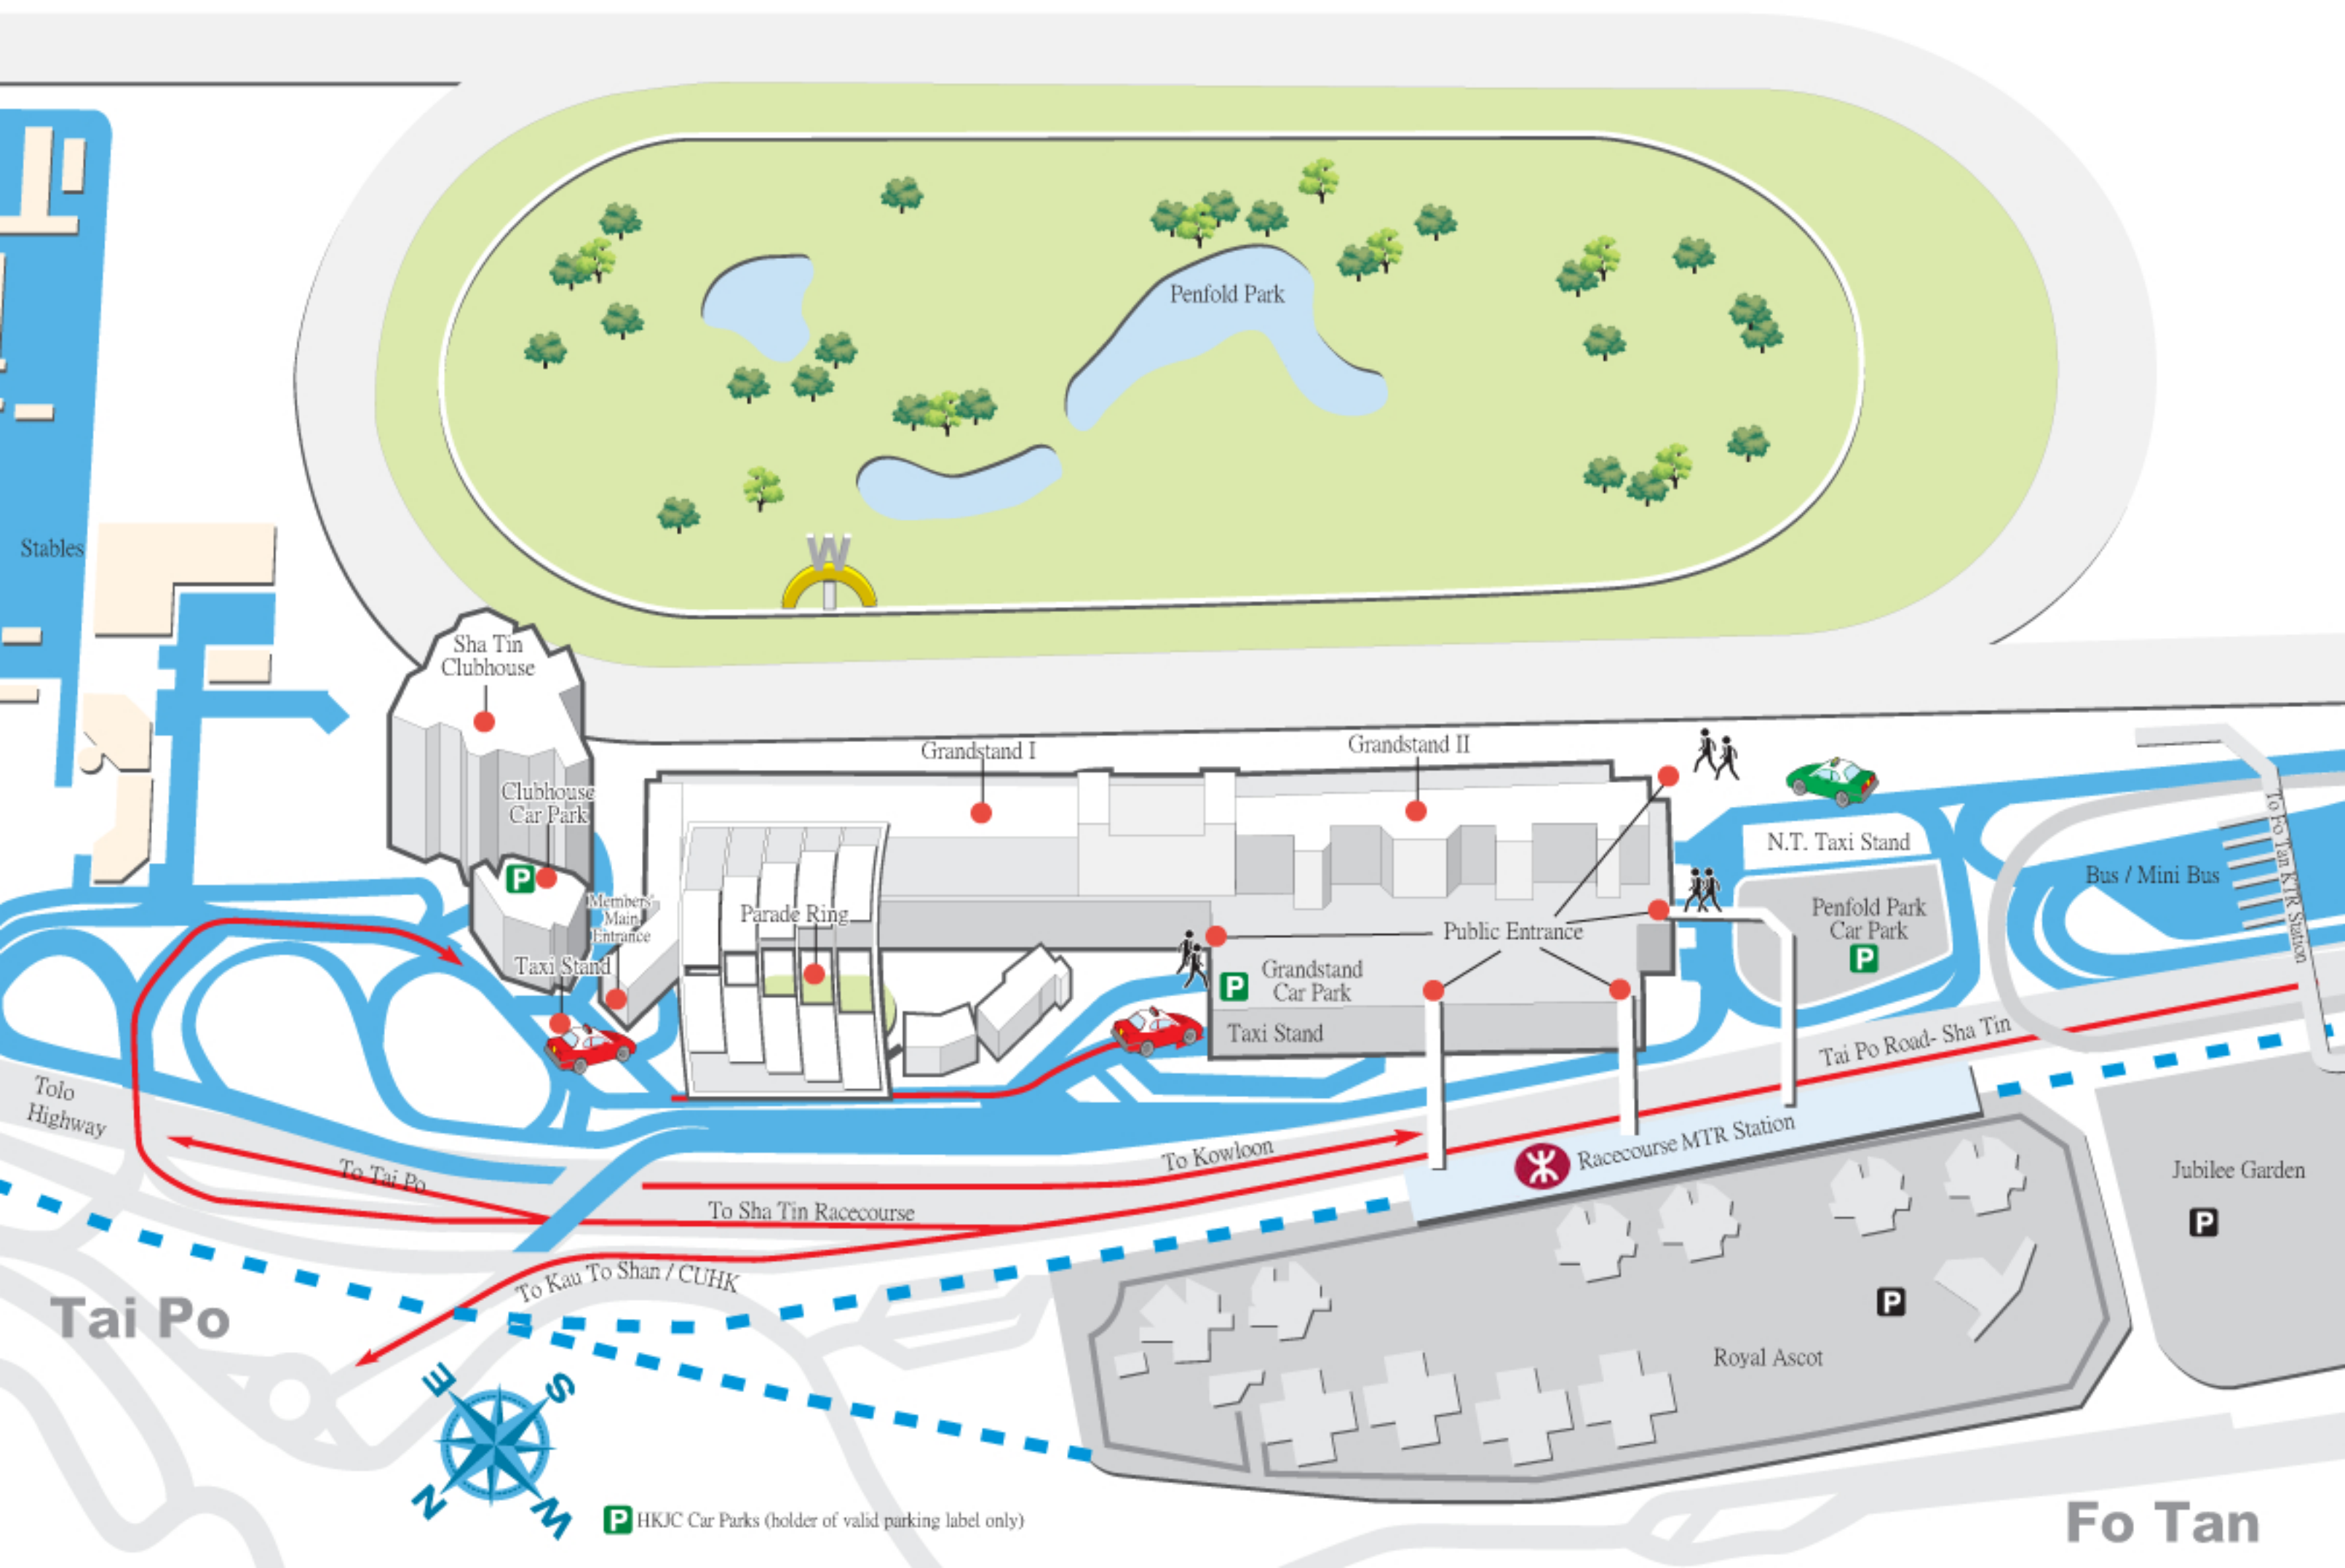 Penfold Park
Stables
W
Sha Tin
Clubhouse
Grandstand I
Grandstand II
Clubhouse
Car Park
P
Members'
Main
Entrance
Parade Ring
Taxi Stand
Public Entrance
P
Grandstand
Car Park
Taxi Stand
N.T. Taxi Stand
Penfold Park
Car Park
P
Bus / Mini Bus
To Fo Tan KTR Station
Tai Po Road- Sha Tin
Tolo
Highway
To Tai Po
To Kowloon
To Sha Tin Racecourse
To Kau To Shan / CUHK
Racecourse MTR Station
Jubilee Garden
P
P
Royal Ascot
Tai Po
E
S
N
W
P HKJC Car Parks (holder of valid parking label only)
Fo Tan